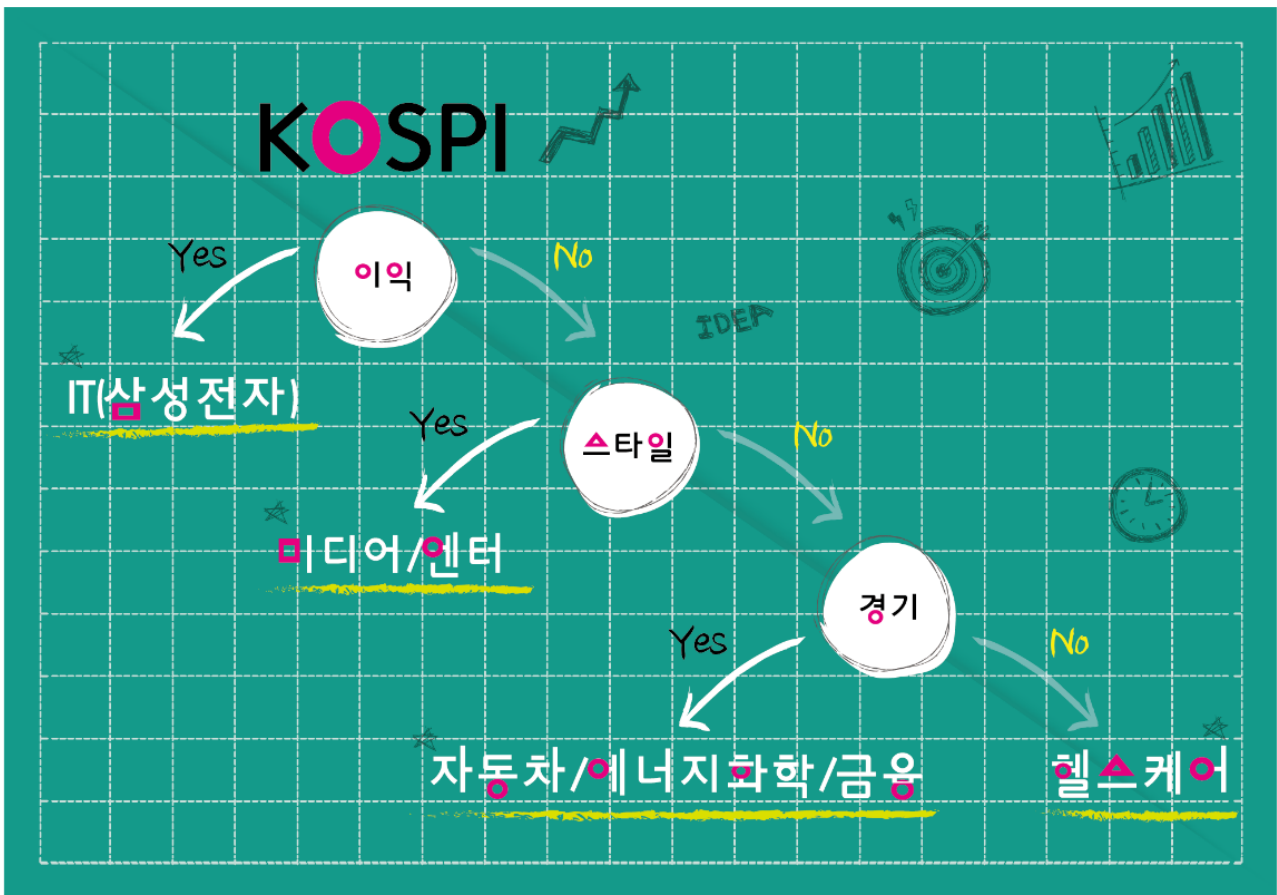 KOSPI
이익
Yes
No
IDEA
IT(삼성전자)
스타일
Yes
No
미디어/엔터
경기
Yes
No
자동차/에너지화학/금융
헬스케어